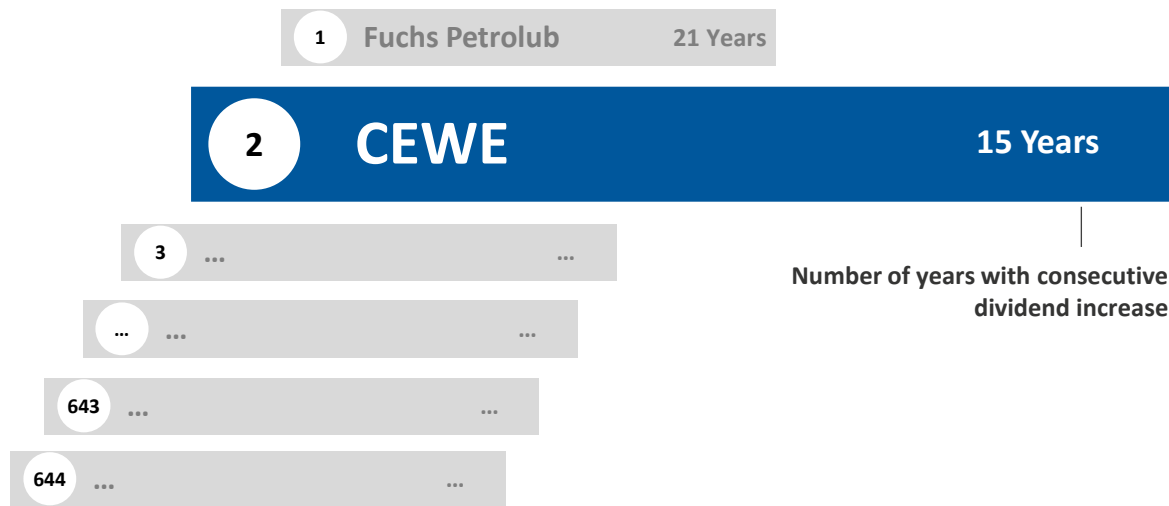 1 Fuchs Petrolub 21 Years
2 CEWE 15 Years
3 ... ...
Number of years with consecutive
dividend increase
... ... ...
643 ... ...
644 ... ...